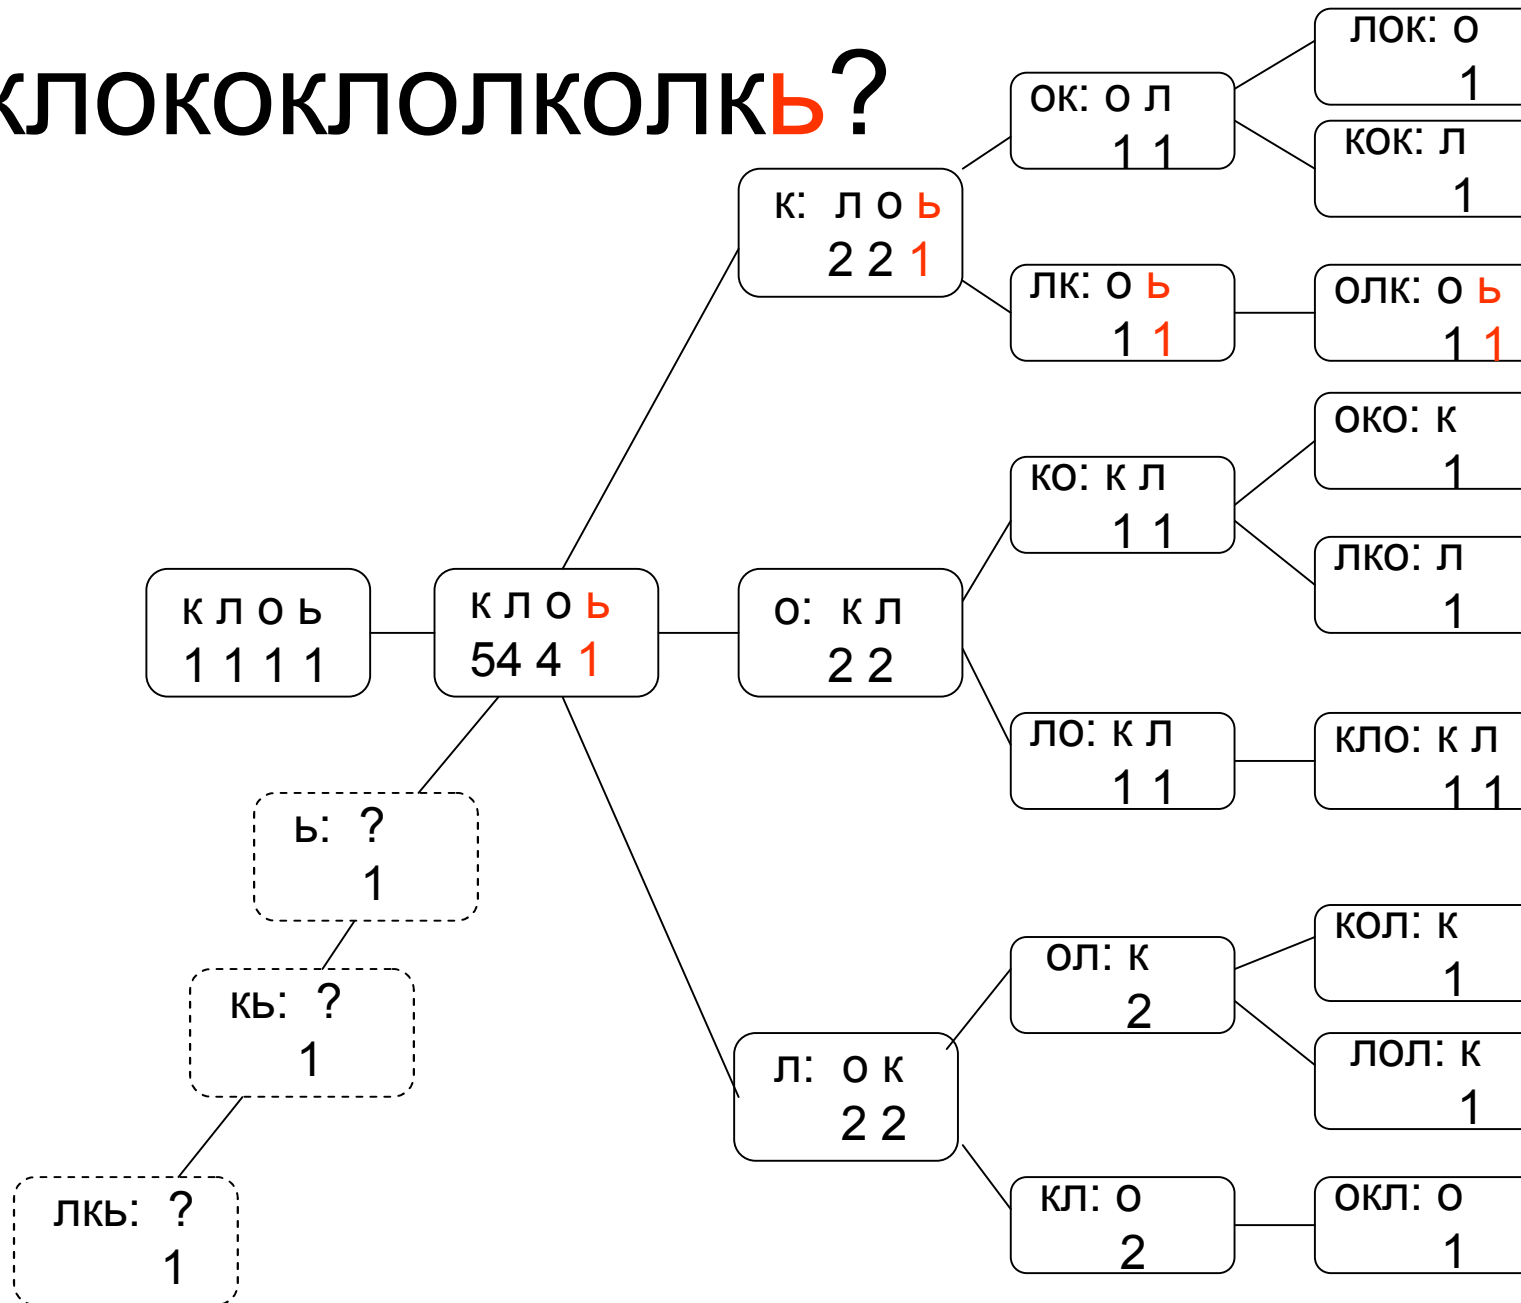 клококлолколкь?
лок: о
1
ок: о л
1 1
кок: л
1
к: л о ь
2 2 1
лк: о ь
1 1
олк: о ь
1 1
око: к
1
ко: к л
1 1
лко: л
1
к л о ь
1 1 1 1
к л о ь
54 4 1
о: к л
2 2
ло: к л
1 1
кло: к л
1 1
ь: ?
1
кь: ?
1
лкь: ?
1
кол: к
1
ол: к
2
лол: к
1
л: о к
2 2
кл: о
2
окл: о
1